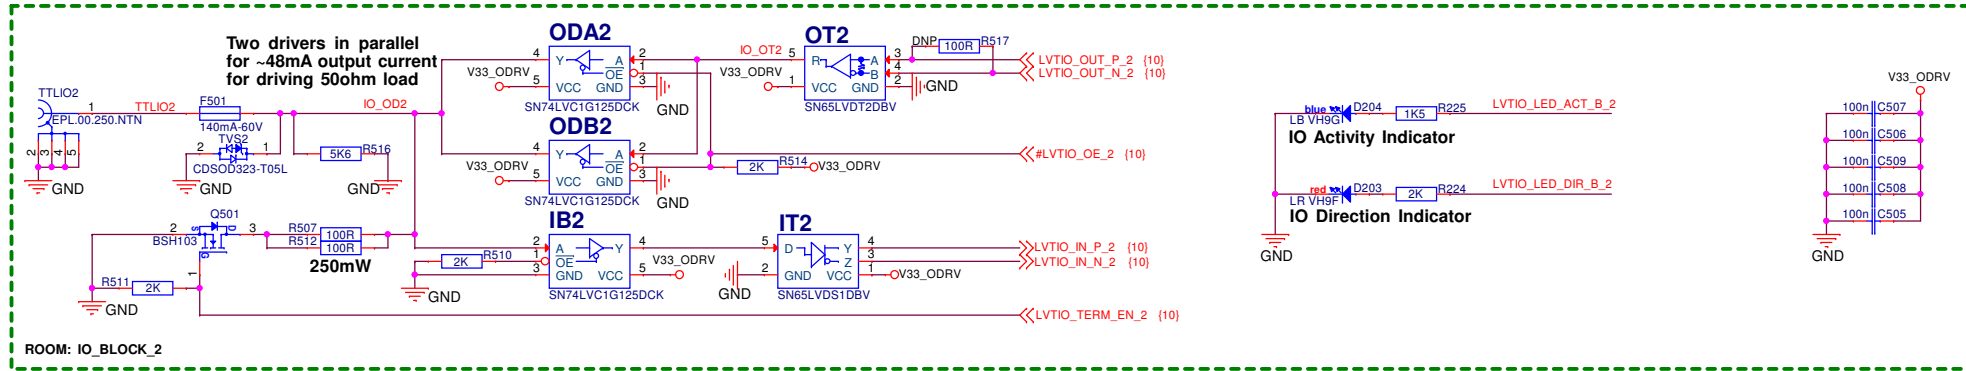 Two drivers in parallel
for ~48mA output current
for driving 50ohm load
TTLIO2
EPL.00.250.NTN
1
2
3
4
5
GND
TTLIO2
F501
140mA-60V
TVS2
2
1
CDSOD323-T05L
GND
IO_OD2
5K6
R516
GND
ODA2
4
Y
A
2
OE
1
V33_ODRV
5
VCC
GND
3
SN74LVC1G125DCK
GND
ODB2
4
Y
A
2
OE
1
V33_ODRV
5
VCC
GND
3
SN74LVC1G125DCK
GND
IO_OT2
OT2
5
R
A
3
B
4
V33_ODRV
1
VCC
GND
2
SN65LVDT2DBV
GND
DNP
100R
R517
LVTIO_OUT_P_2 {10}
LVTIO_OUT_N_2 {10}
2K
R514
V33_ODRV
#LVTIO_OE_2 {10}
Q501
2
S
D
3
G
BSH103
1
R507
100R
R512
100R
250mW
R511
2K
GND
2K
R510
GND
IB2
2
A
Y
4
1
OE
3
GND
VCC
5
V33_ODRV
SN74LVC1G125DCK
IT2
5
D
Y
4
Z
3
2
GND
VCC
1
V33_ODRV
SN65LVDS1DBV
GND
LVTIO_IN_P_2 {10}
LVTIO_IN_N_2 {10}
LVTIO_TERM_EN_2 {10}
blue
D204
LB VH9G
1K5
R225
LVTIO_LED_ACT_B_2
IO Activity Indicator
red
D203
LR VH9F
2K
R224
LVTIO_LED_DIR_B_2
IO Direction Indicator
GND
V33_ODRV
100n
C507
100n
C506
100n
C509
100n
C508
100n
C505
GND
ROOM: IO_BLOCK_2